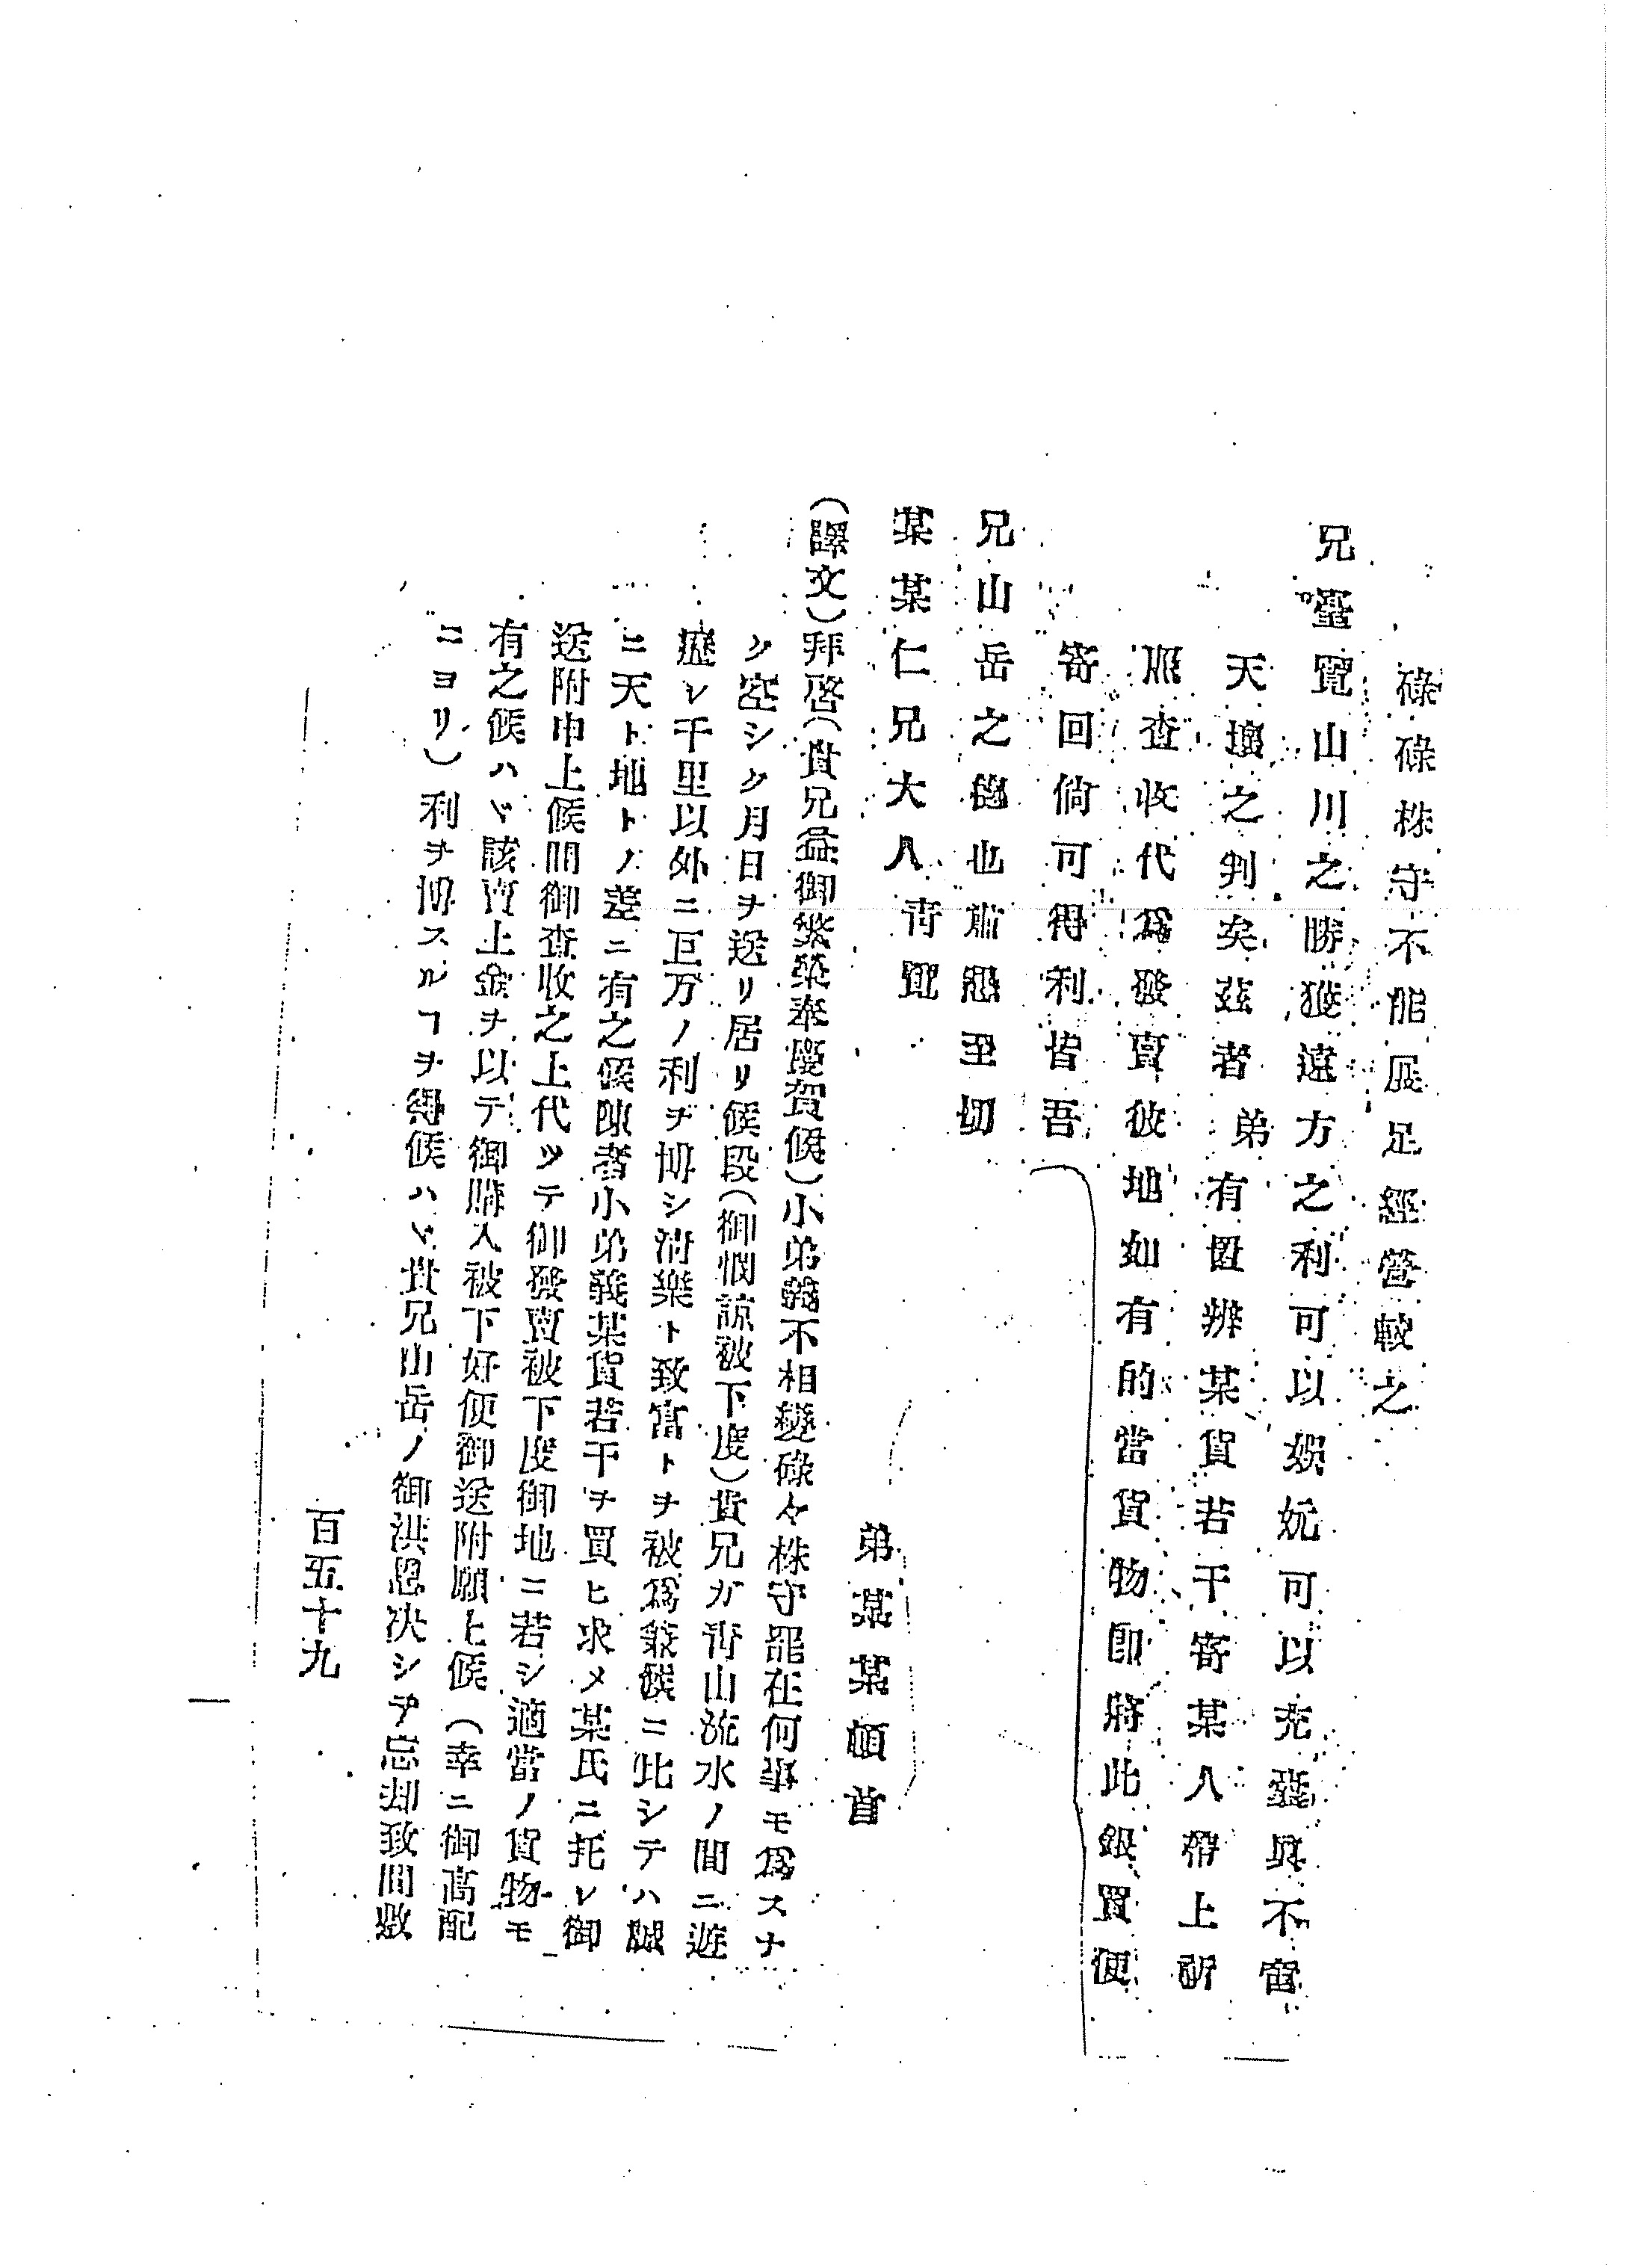 碌碌株守不能展足經營較之
兄臺覽山川之勝獲遠方之利可以娛玩可以充囊眞不啻
天壤之判矣茲者弟有置辦某貨若干寄某人帶上祈
照查收代爲發賣彼地如有的當貨物卽將此銀買便
寄回倘可得利皆吾
兄山岳之德也肅懇至切
某某仁兄大人靑覽
弟某某頓首
(譯文)拜啓(貴兄益御繁榮奉慶賀候)小弟義不相變碌々株守罷在何事モ爲スナ
ク空シク月日ヲ送リ居リ候段(御憫諒被下度)貴兄ガ靑山流水ノ間ニ遊
歷レ千里以外ニ巨万ノ利ヲ博シ淸樂ト致富トヲ被爲兼候ニ比シテハ誠
ニ天ト地トノ差ニ有之候陳者小弟義某貨若干ヲ買ヒ求メ某氏ニ托レ御
送附申上候間御査收之上代ツテ御發賣被下度御地ニ若シ適當ノ貨物モ
有之候ハヾ該賣上金ヲ以テ御購入被下好便御送附願上候(幸ニ御高配
ニヨリ)利ヲ博スルヿヲ得候ハヾ貴兄山岳ノ御洪恩决シヲ忘却致間敷
百五十九